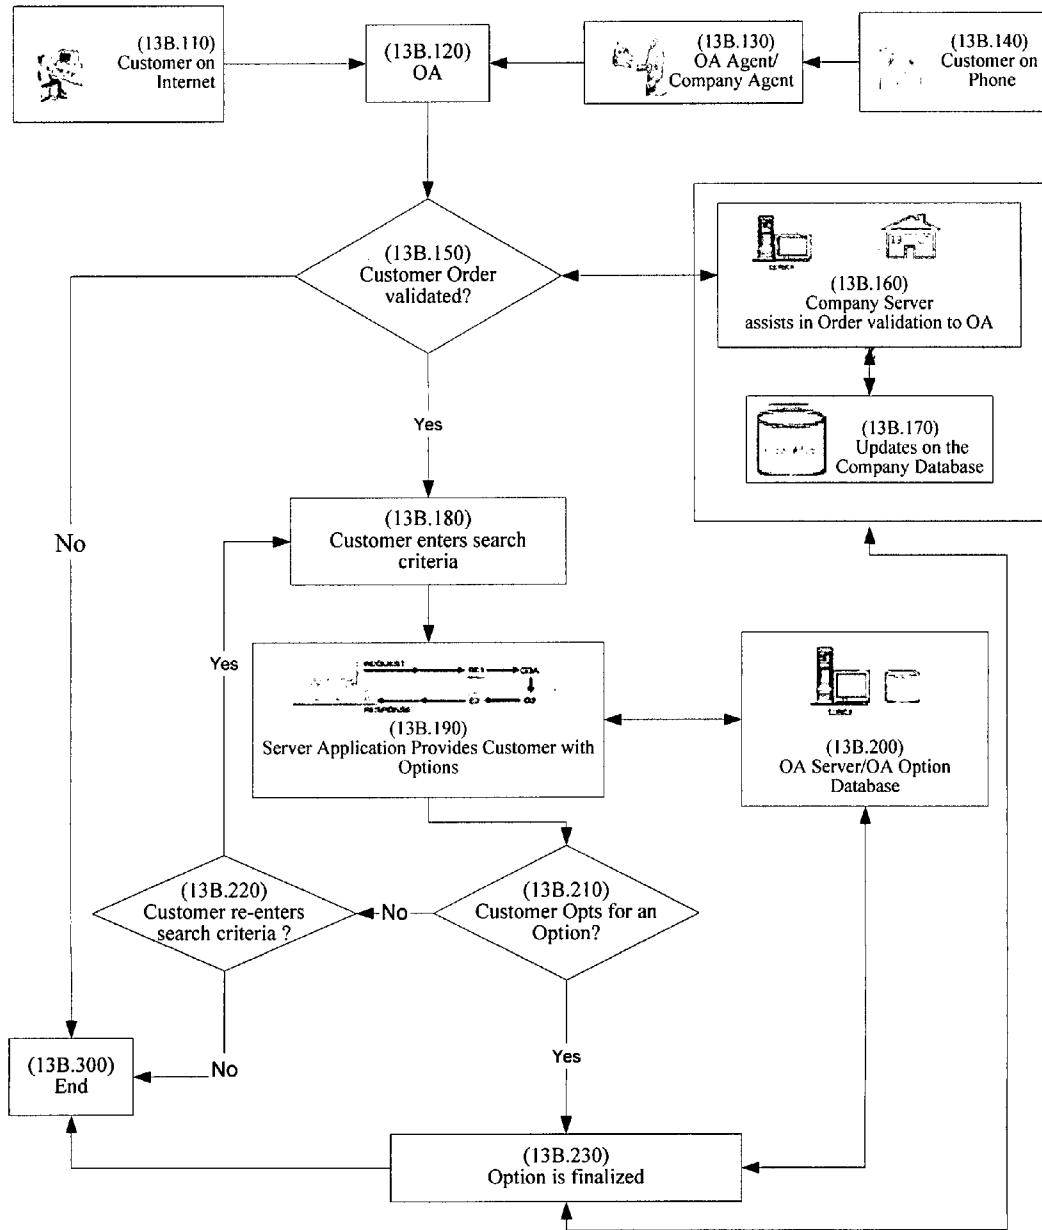 (13B.110)
Customer on
Internet
(13B.120)
OA
(13B.130)
OA Agent/
Company Agent
(13B.140)
Customer on
Phone
(13B.150)
Customer Order
validated?
(13B.160)
Company Server
assists in Order validation to OA
Yes
(13B.170)
Updates on the
Company Database
(13B.180)
Customer enters search
criteria
No
Yes
REQUEST
RESPONSE
(13B.190)
Server Application Provides Customer with
Options
(13B.200)
OA Server/OA Option
Database
(13B.220)
Customer re-enters
search criteria ?
No
(13B.210)
Customer Opts for an
Option?
Yes
No
(13B.300)
End
(13B.230)
Option is finalized